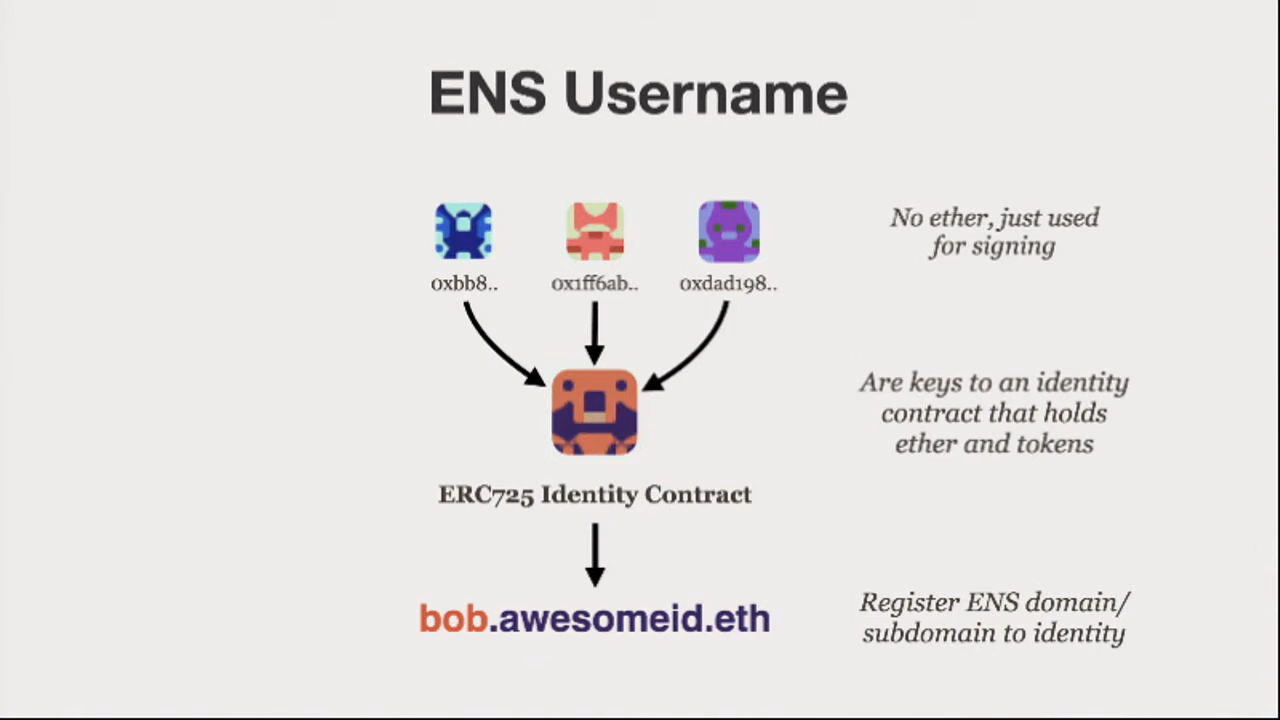 ENS Username
No ether, just used
for signing
0xbb8..
0x1ff6ab..
0xdad198..
Are keys to an identity
contract that holds
ether and tokens
ERC725 Identity Contract
bob.awesomeid.eth
Register ENS domain/
subdomain to identity